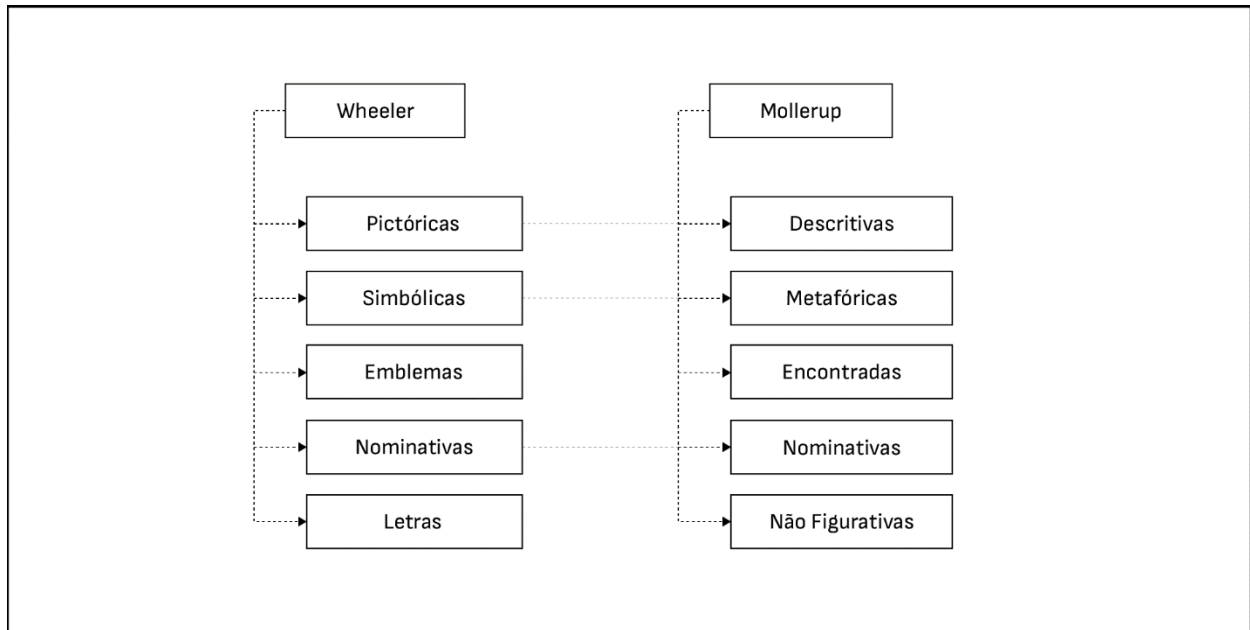 Wheeler
Mollerup
Pictóricas
Descritivas
Simbólicas
Metafóricas
Emblemas
Encontradas
Nominativas
Nominativas
Letras
Não Figurativas